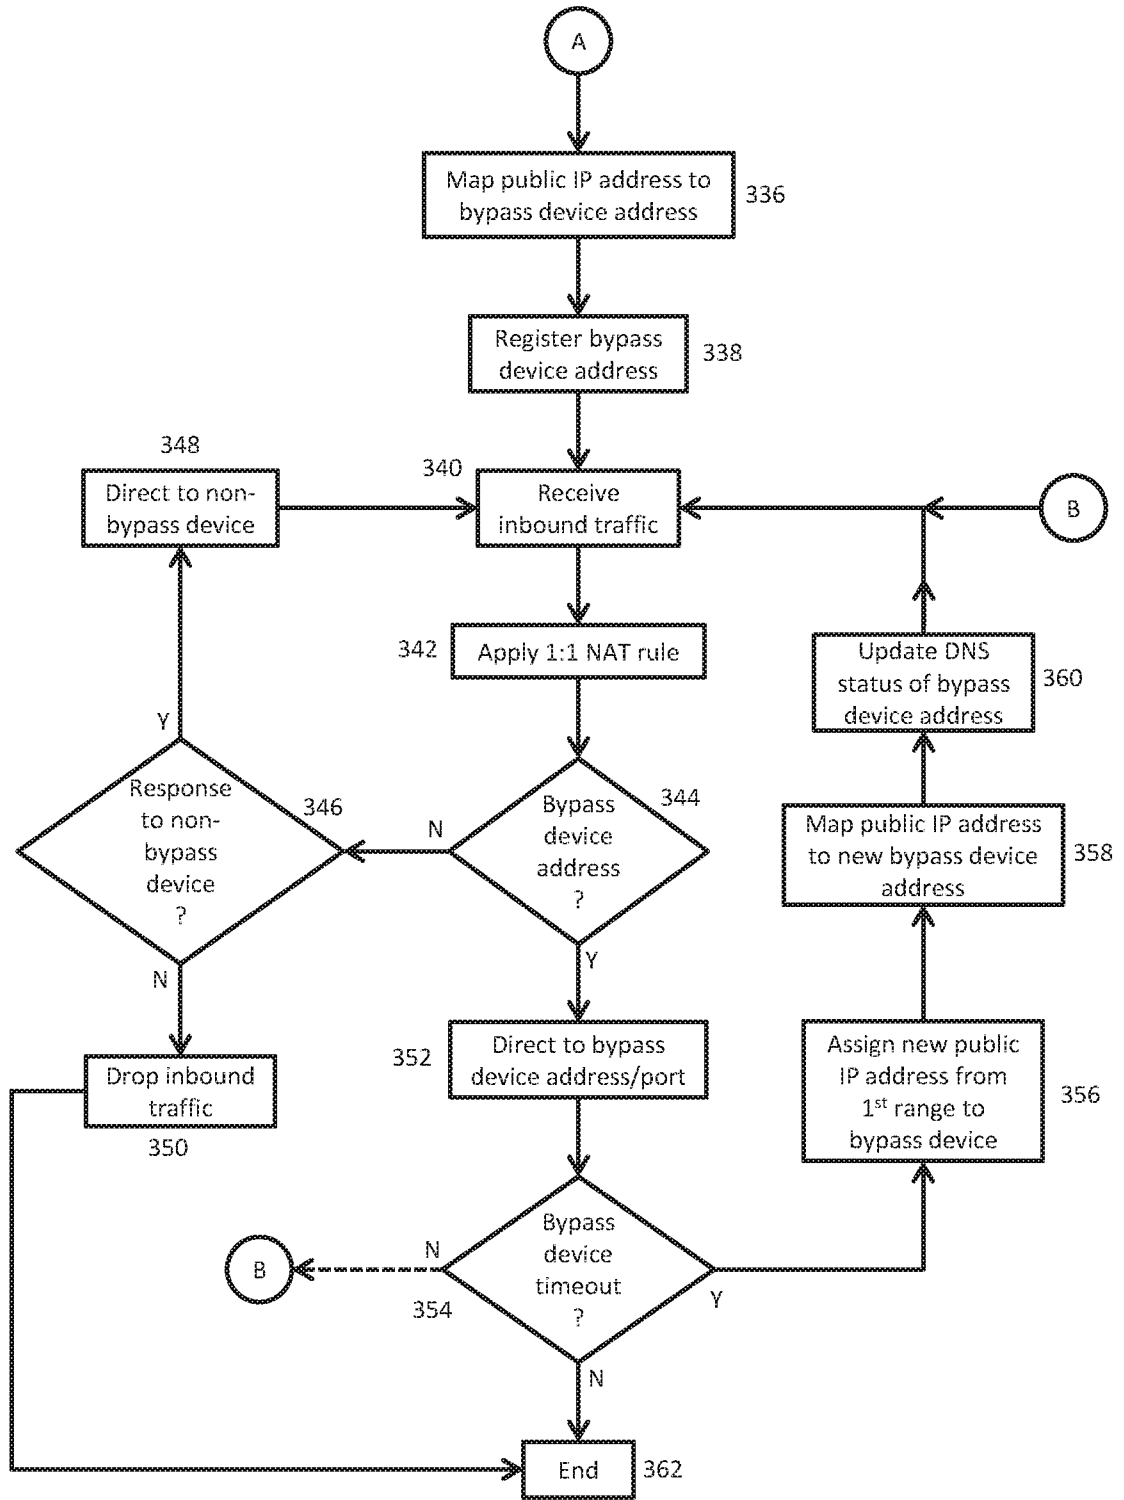 A
Map public IP address to
bypass device address
336
Register bypass
device address
338
348
Direct to non-
bypass device
340
Receive
inbound traffic
B
342
Apply 1:1 NAT rule
Update DNS
status of bypass
device address
360
Y
Response
to non-
bypass
device
?
346
N
Bypass
device
address
?
344
Map public IP address
to new bypass device
address
358
N
Y
Drop inbound
traffic
350
352
Direct to bypass
device address/port
Assign new public
IP address from
1st range to
bypass device
356
B
N
354
Bypass
device
timeout
?
Y
N
End
362